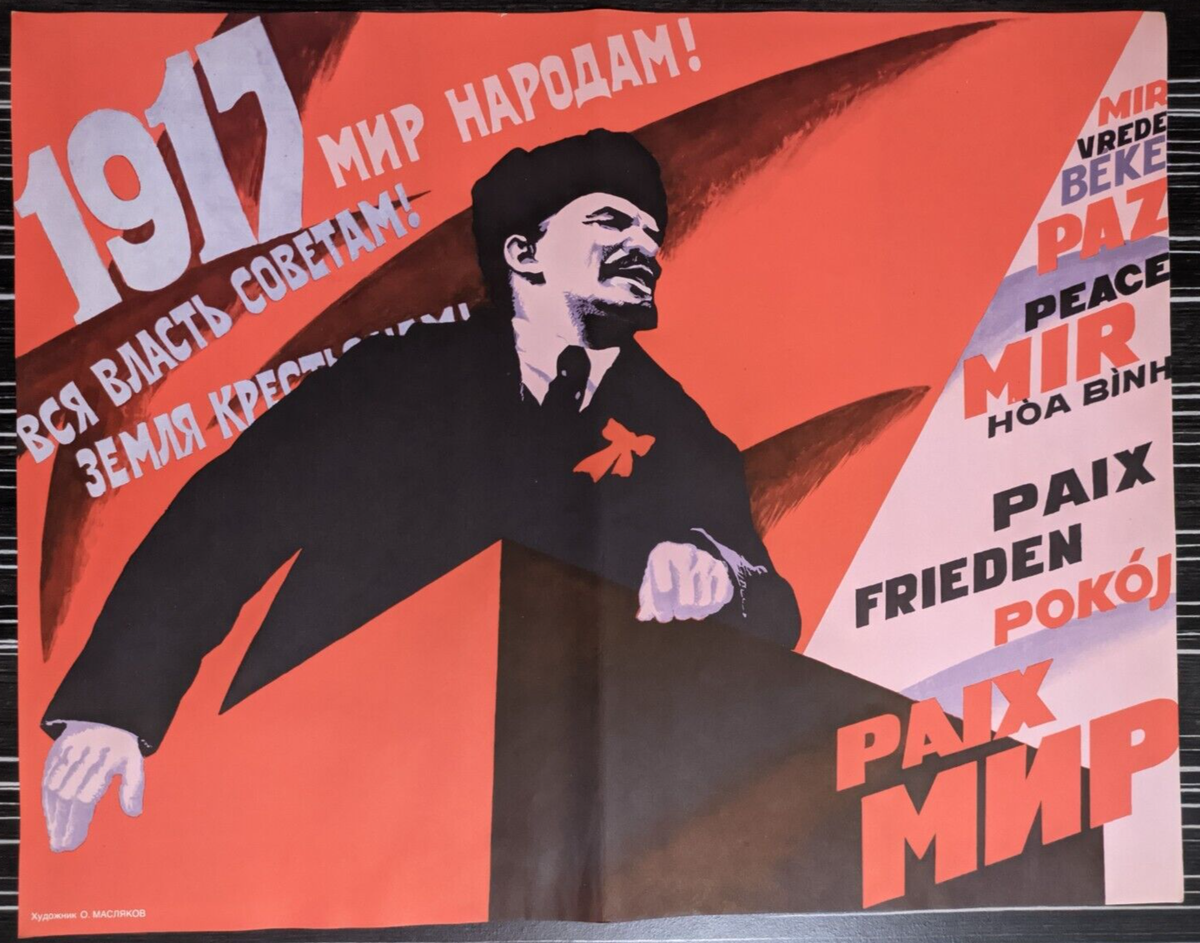 1917
МИР НАРОДАМ!
ВСЯ ВЛАСТЬ СОВЕТАМ!
ЗЕМЛЯ
MIR
VREDE
BÉKE
PAZ
PEACE
MIR
HÒA BÌNH
PAIX
FRIEDEN
POKÓJ
PAIX
МИР
Художник О. МАСЛЯКОВ